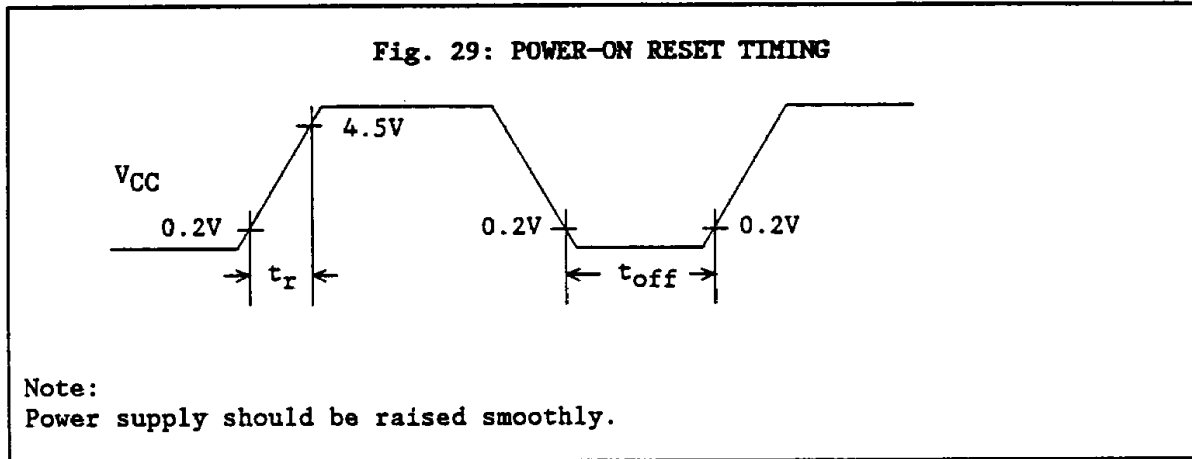 Fig. 29: POWER-ON RESET TIMING
4.5V
VCC
0.2V
0.2V
0.2V
tr
toff
Note:
Power supply should be raised smoothly.